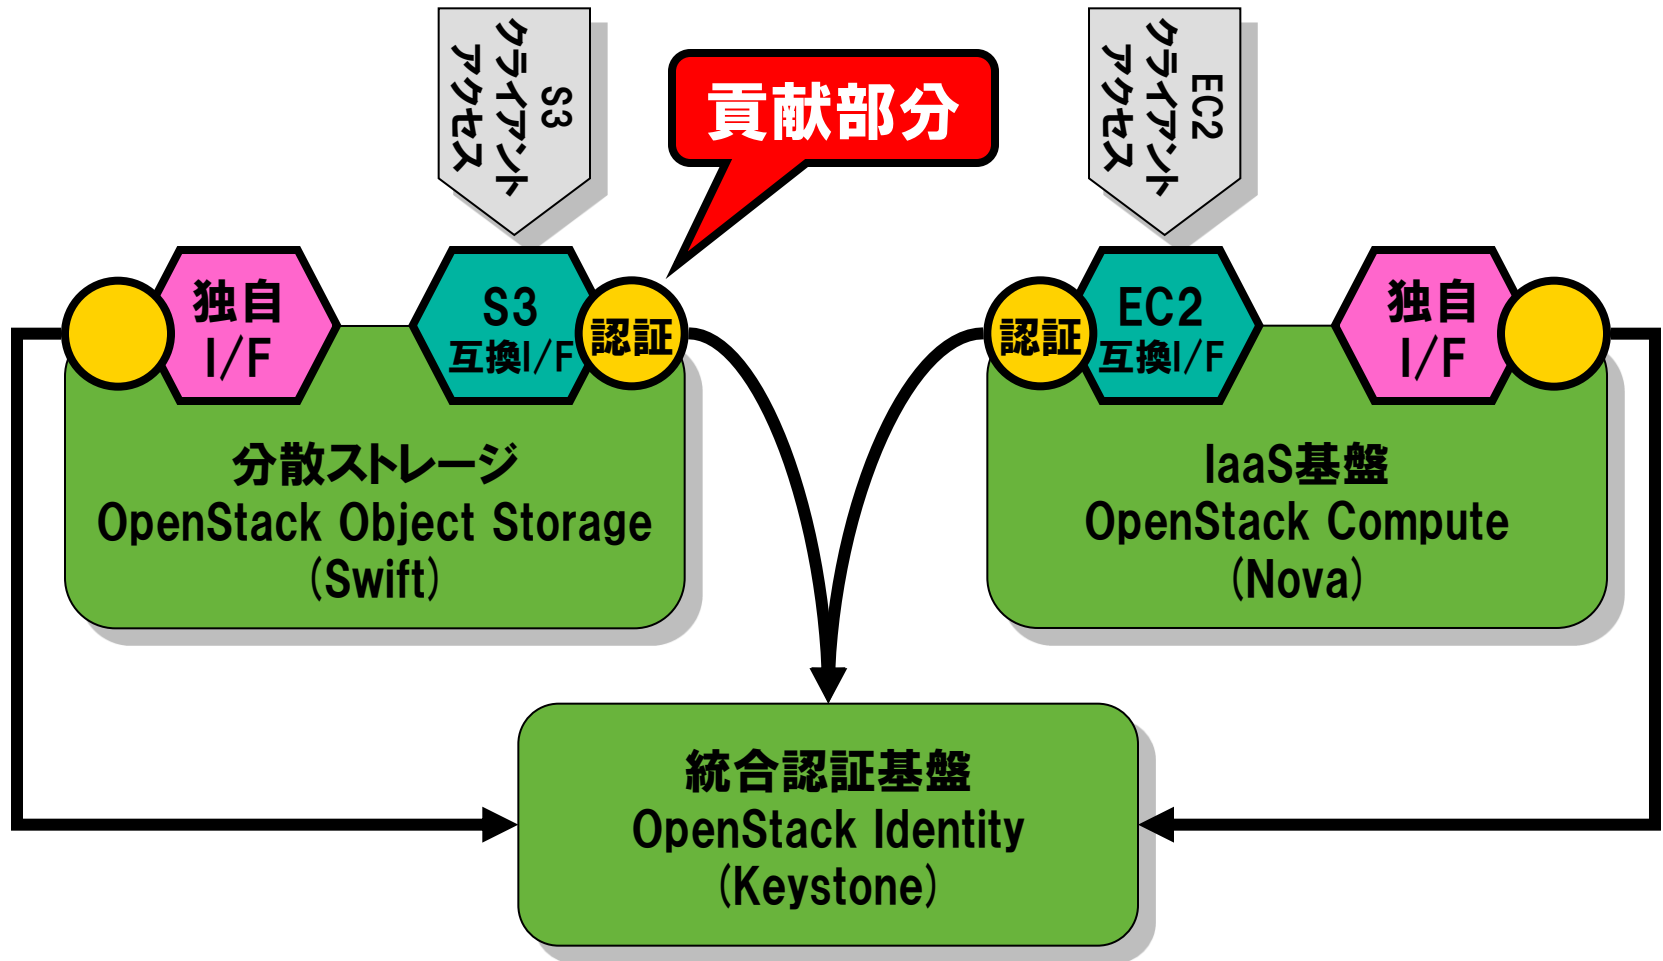 S3
クライアント
アクセス
貢献部分
EC2
クライアント
アクセス
独自
I/F
S3
互換I/F
認証
認証
EC2
互換I/F
独自
I/F
分散ストレージ
OpenStack Object Storage
(Swift)
IaaS基盤
OpenStack Compute
(Nova)
統合認証基盤
OpenStack Identity
(Keystone)